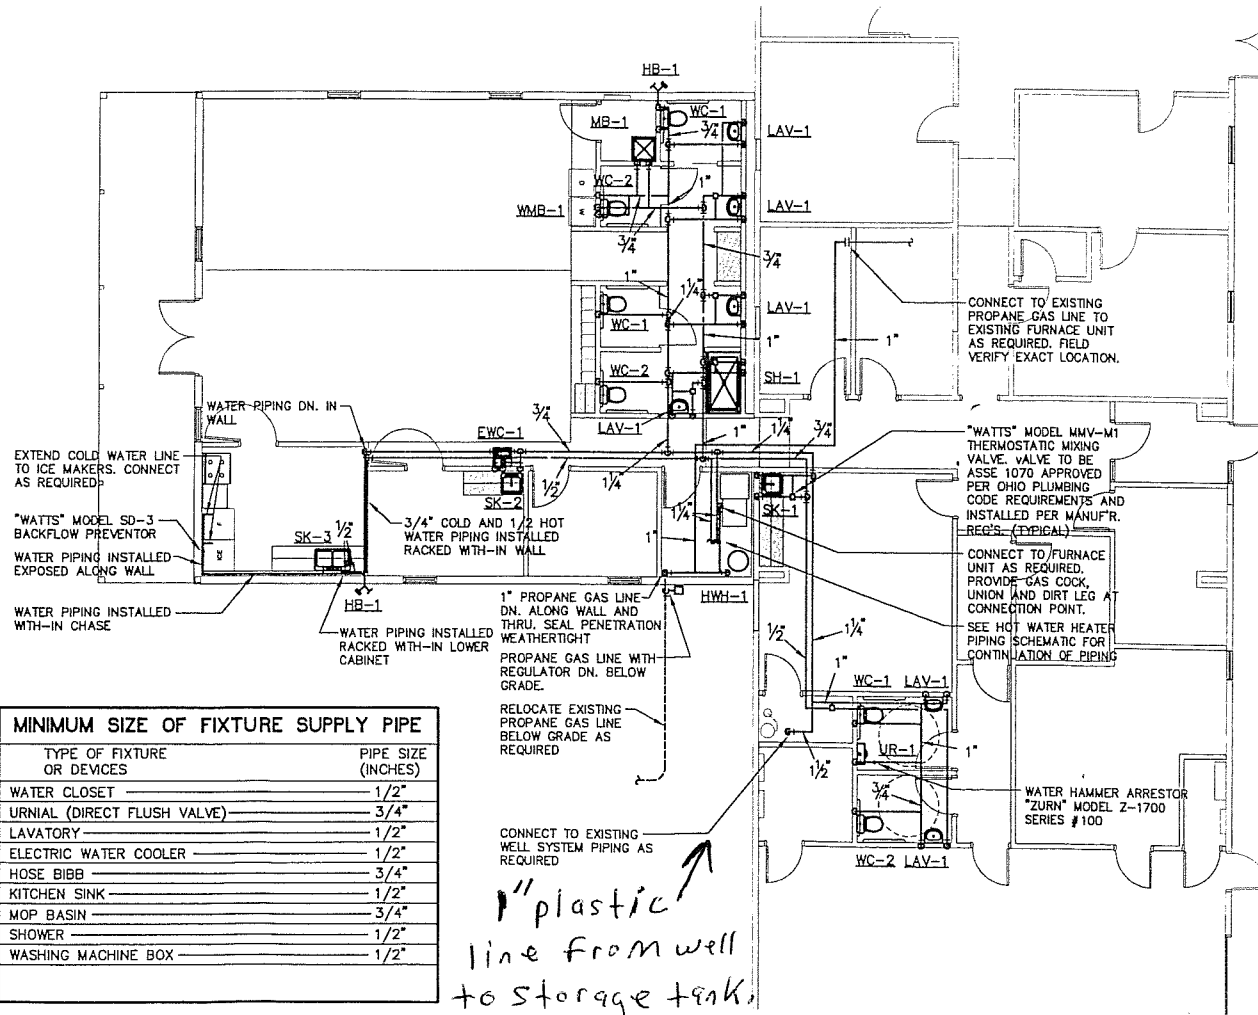 HB-1
WC-1
MB-1
3/4"
LAV-1
WC-2
1"
WMB-1
LAV-1
3/4"
3/4"
1"
1 1/4"
LAV-1
WC-1
1"
WC-2
SH-1
LAV-1
CONNECT TO EXISTING
PROPANE GAS LINE TO
EXISTING FURNACE UNIT
AS REQUIRED. FIELD
VERIFY EXACT LOCATION.
1"
WATER PIPING DN. IN
WALL
3/4"
EWC-1
1/2"
1 1/4"
1"
1 1/4"
3/4"
"WATTS" MODEL MMV-M1
THERMOSTATIC MIXING
VALVE. VALVE TO BE
ASSE 1070 APPROVED
PER OHIO PLUMBING
CODE REQUIREMENTS AND
INSTALLED PER MANUF'R.
REC'S. (TYPICAL)
EXTEND COLD WATER LINE
TO ICE MAKERS. CONNECT
AS REQUIRED
"WATTS" MODEL SD-3
BACKFLOW PREVENTOR
WATER PIPING INSTALLED
EXPOSED ALONG WALL
WATER PIPING INSTALLED
WITH-IN CHASE
F
ICE
SK-3
1/2"
SK-2
3/4" COLD AND 1/2 HOT
WATER PIPING INSTALLED
RACKED WITH-IN WALL
SK-1
1 1/4"
1"
HB-1
WATER PIPING INSTALLED
RACKED WITH-IN LOWER
CABINET
HWH-1
1" PROPANE GAS LINE
DN. ALONG WALL AND
THRU. SEAL PENETRATION
WEATHERTIGHT
PROPANE GAS LINE WITH
REGULATOR DN. BELOW
GRADE.
RELOCATE EXISTING
PROPANE GAS LINE
BELOW GRADE AS
REQUIRED
CONNECT TO FURNACE
UNIT AS REQUIRED.
PROVIDE GAS COCK,
UNION AND DIRT LEG AT
CONNECTION POINT.
SEE HOT WATER HEATER
PIPING SCHEMATIC FOR
CONTINUATION OF PIPING
1/2"
1 1/4"
1"
WC-1
LAV-1
UR-1
1"
1 1/2"
3/4"
WC-2
LAV-1
WATER HAMMER ARRESTOR
"ZURN" MODEL Z-1700
SERIES #100
CONNECT TO EXISTING
WELL SYSTEM PIPING AS
REQUIRED
1" plastic
line from well
to storage tank.
MINIMUM SIZE OF FIXTURE SUPPLY PIPE
TYPE OF FIXTURE
OR DEVICES
PIPE SIZE
(INCHES)
WATER CLOSET 1/2"
URNIAL (DIRECT FLUSH VALVE) 3/4"
LAVATORY 1/2"
ELECTRIC WATER COOLER 1/2"
HOSE BIBB 3/4"
KITCHEN SINK 1/2"
MOP BASIN 3/4"
SHOWER 1/2"
WASHING MACHINE BOX 1/2"